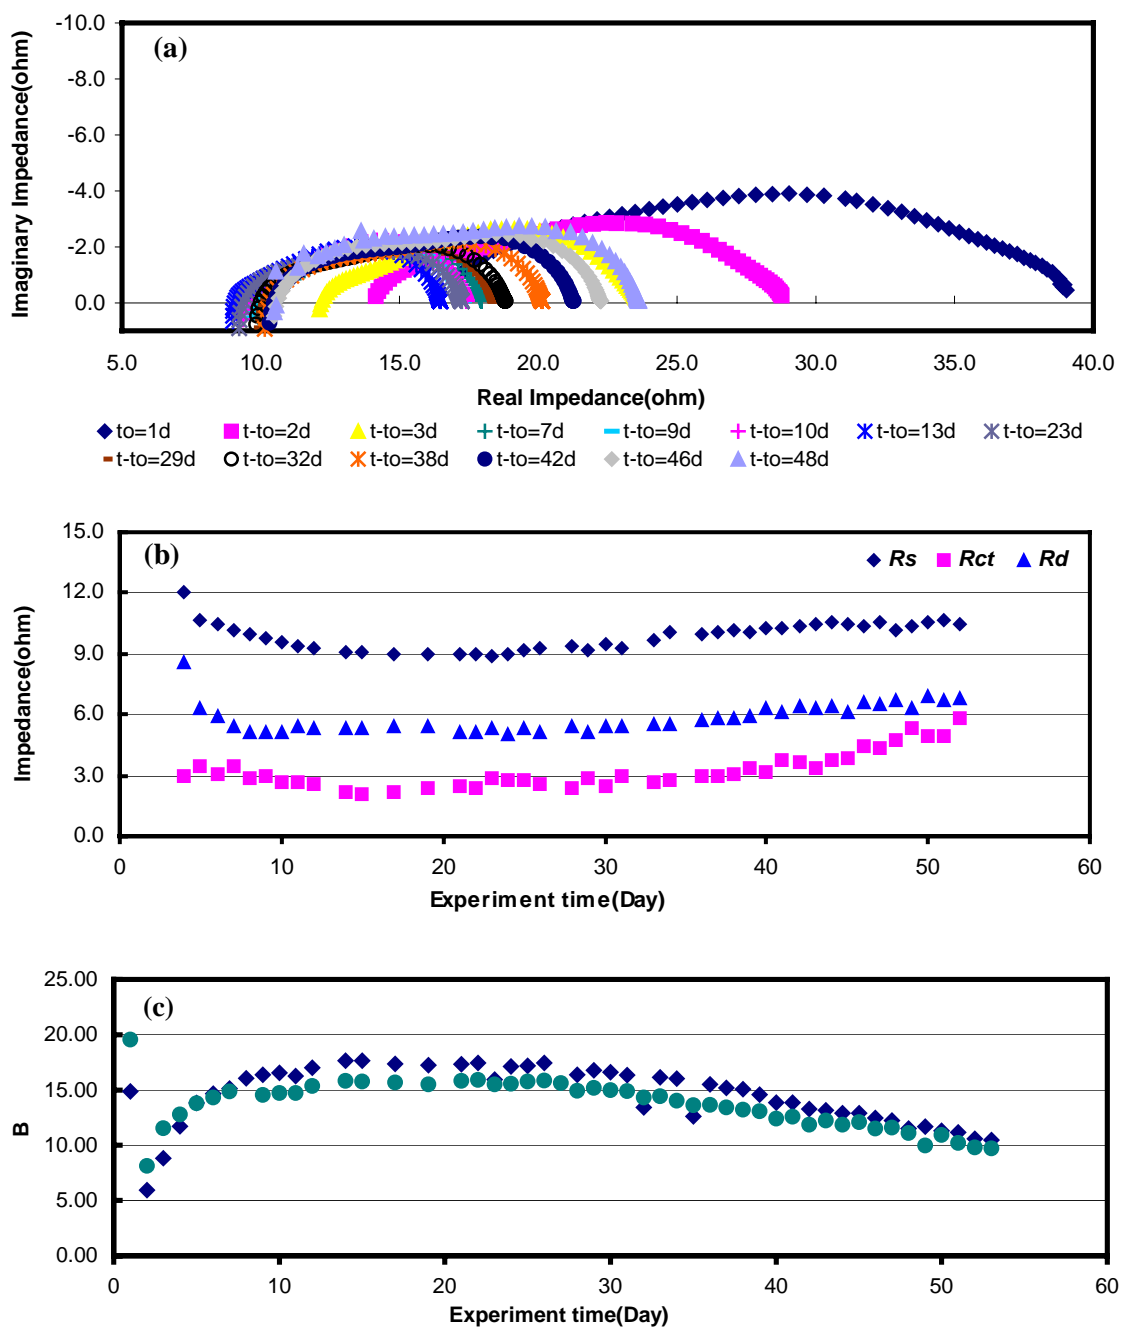 (a)
Imaginary Impedance(ohm)
-10.0
-8.0
-6.0
-4.0
-2.0
0.0
5.0 10.0 15.0 20.0 25.0 30.0 35.0 40.0
Real Impedance(ohm)
to=1d t-to=2d t-to=3d t-to=7d t-to=9d t-to=10d t-to=13d t-to=23d
t-to=29d t-to=32d t-to=38d t-to=42d t-to=46d t-to=48d
(b)
Rs Rct Rd
Impedance(ohm)
15.0
12.0
9.0
6.0
3.0
0.0
0 10 20 30 40 50 60
Experiment time(Day)
(c)
B
25.00
20.00
15.00
10.00
5.00
0.00
0 10 20 30 40 50 60
Experiment time(Day)